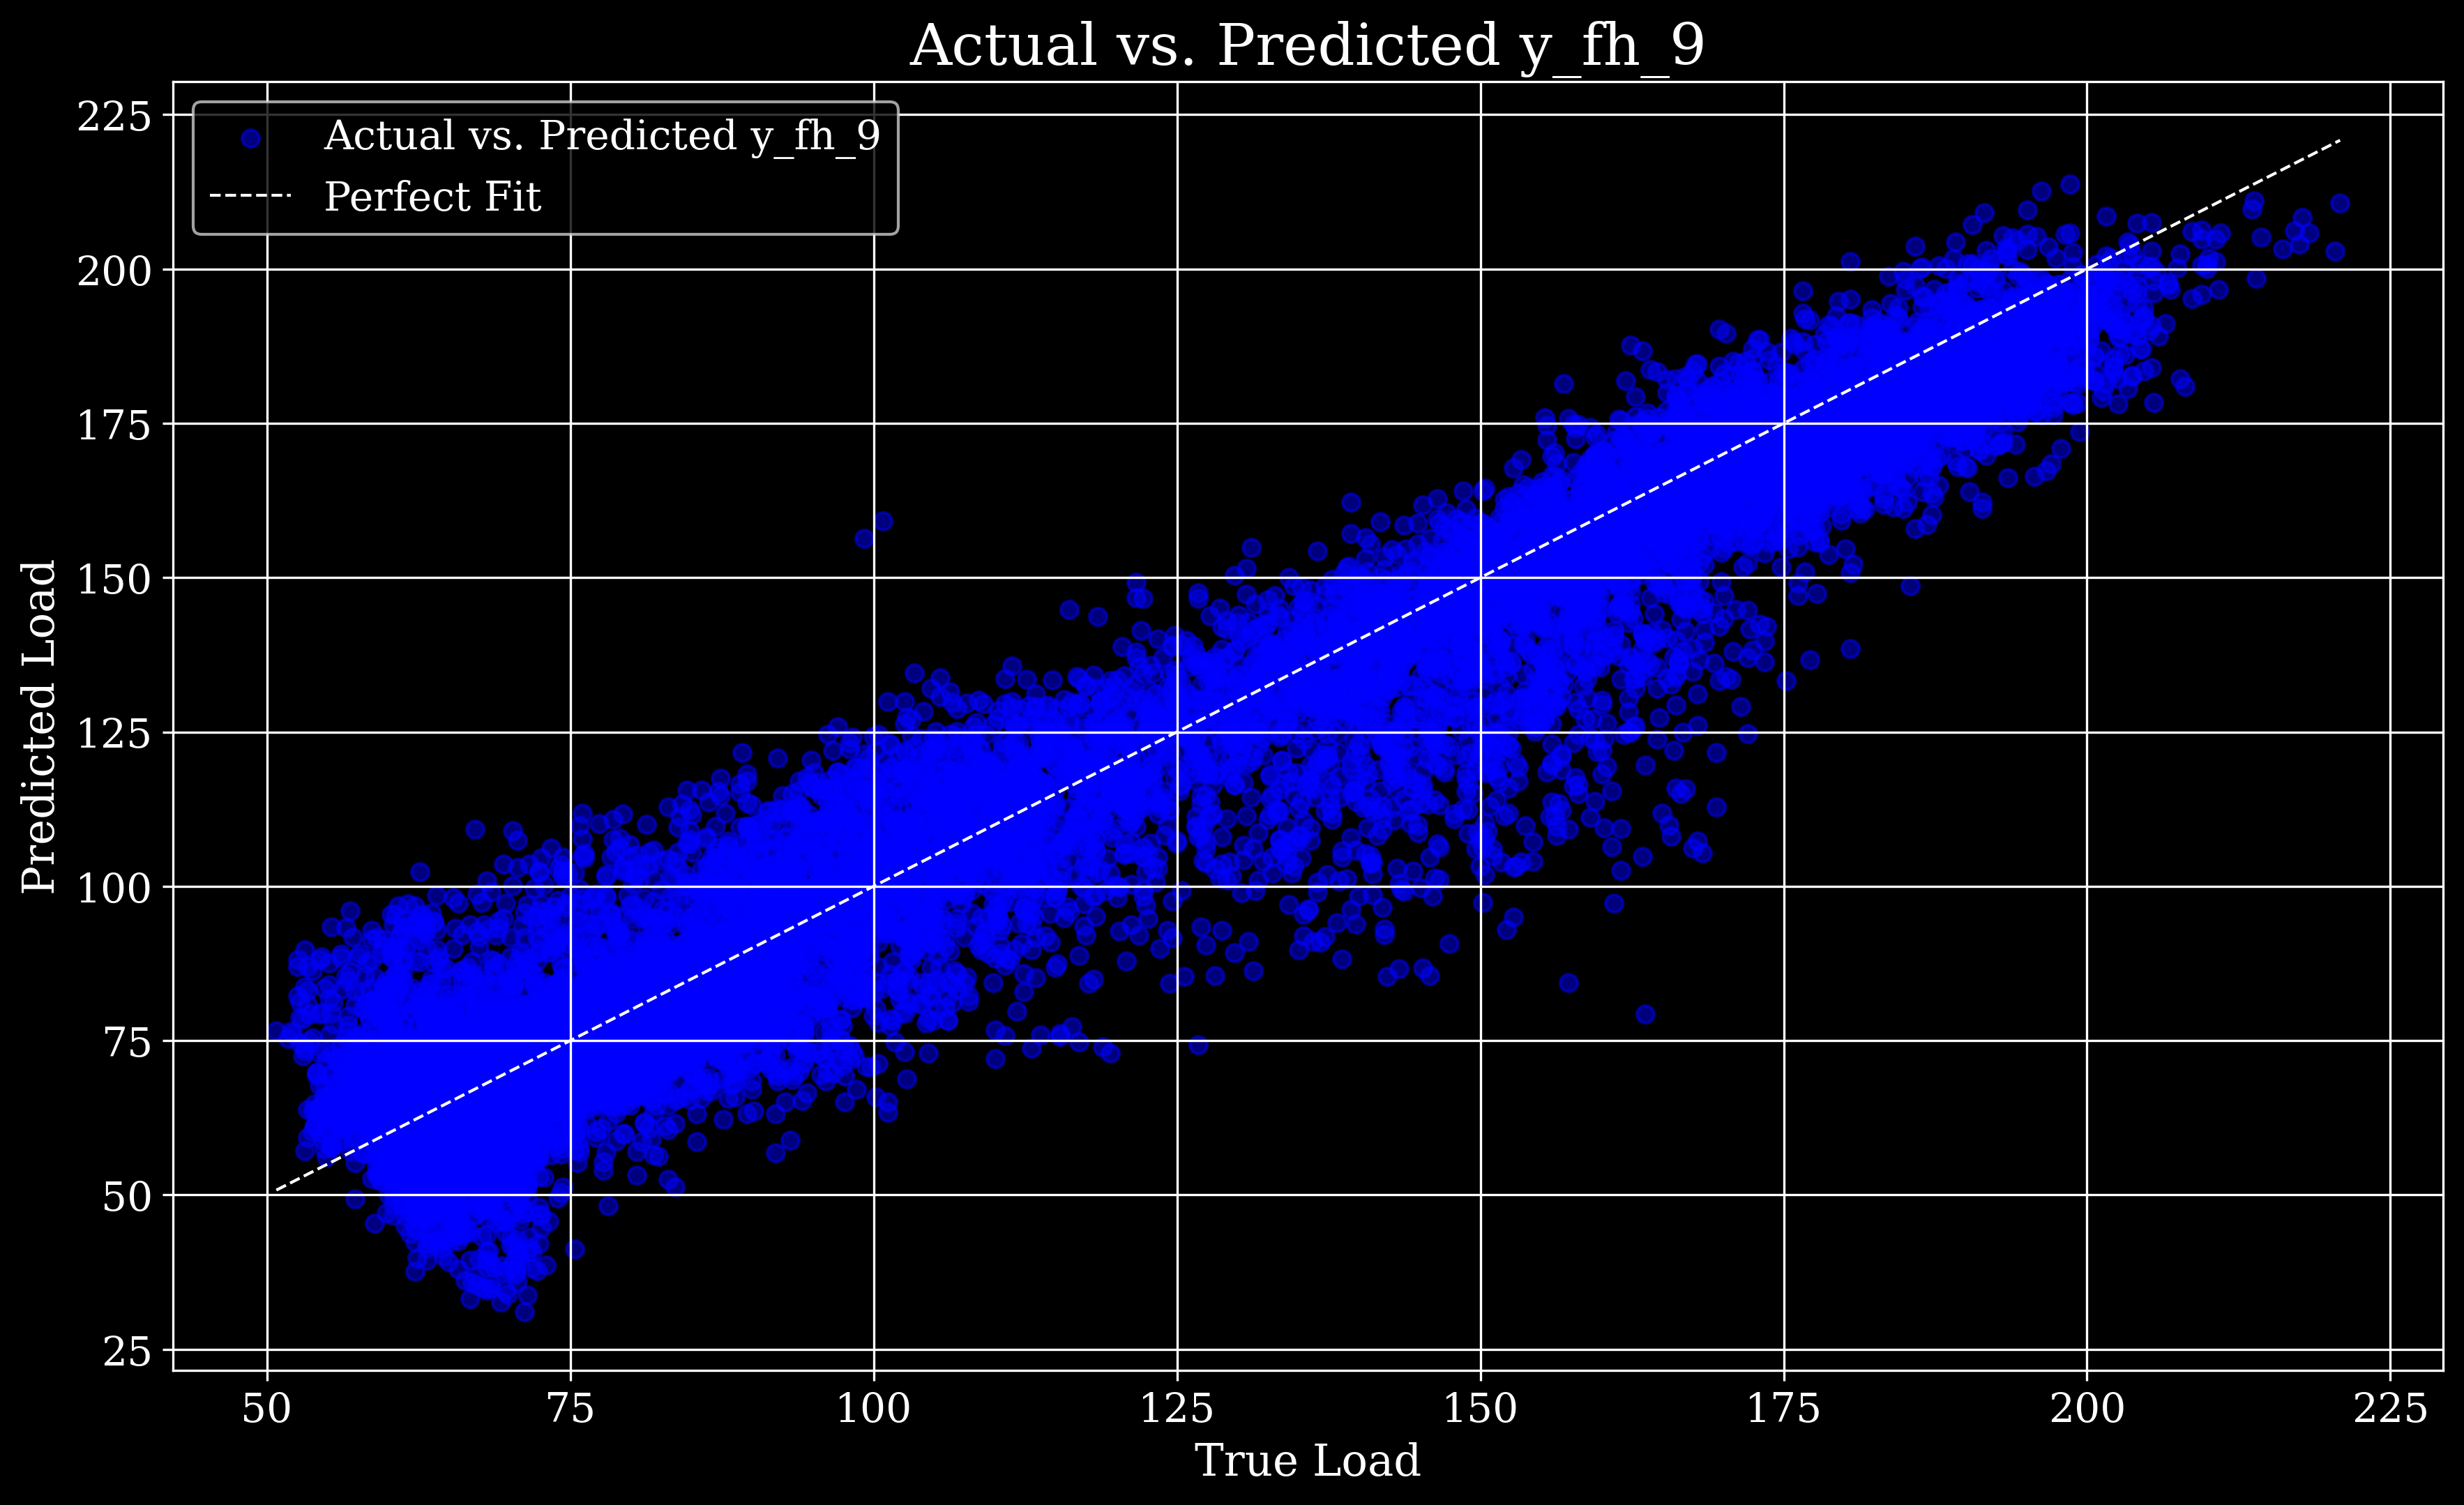 Actual vs. Predicted y_fh_9
Actual vs. Predicted y_fh_9
Perfect Fit
225
200
175
150
125
100
75
50
25
Predicted Load
50 75 100 125 150 175 200 225
True Load